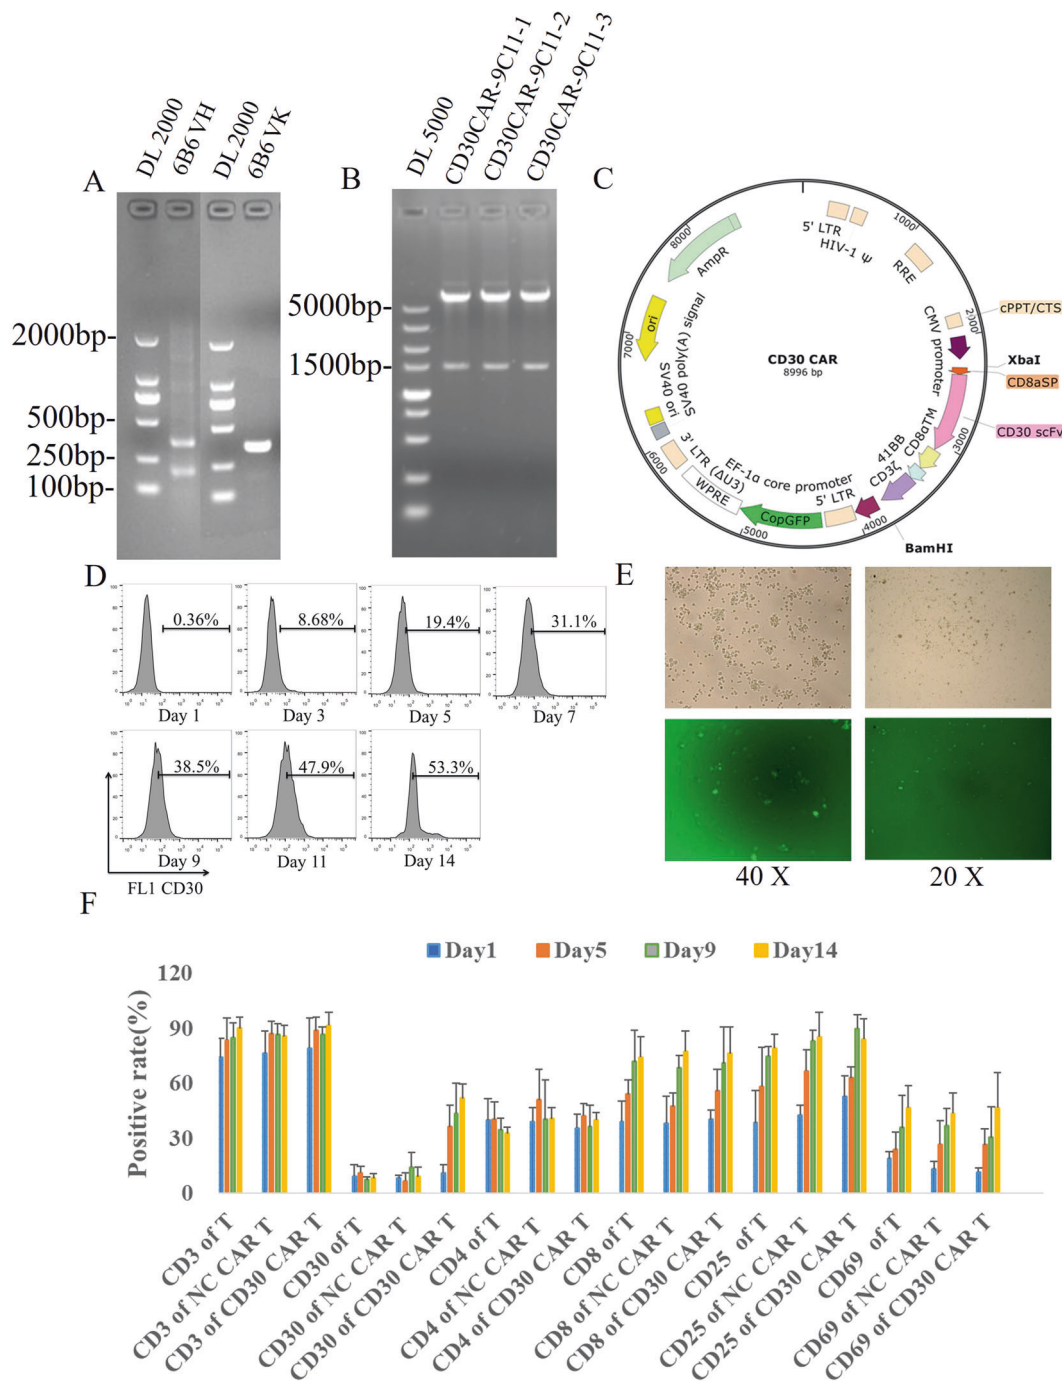 A
DL 2000
6B6 VH
DL 2000
6B6 VK
2000bp-
500bp-
250bp-
100bp-
B
DL 5000
CD30CAR-9C11-1
CD30CAR-9C11-2
CD30CAR-9C11-3
5000bp-
1500bp-
C
CD30 CAR
8996 bp
1000
2000
3000
4000
5000
6000
7000
8000
5' LTR
HIV-1 Ψ
RRE
cPPT/CTS
CMV promoter
XbaI
CD8aSP
CD30 scFv
CD8αTM
41BB
CD3ζ
BamHI
EF-1α core promoter
5' LTR
CopGFP
WPRE
3' LTR (ΔU3)
SV40 poly(A) signal
SV40 ori
ori
AmpR
D
0.36%
Day 1
8.68%
Day 3
19.4%
Day 5
31.1%
Day 7
38.5%
Day 9
47.9%
Day 11
53.3%
Day 14
FL1 CD30
E
40 X
20 X
F
Day1 Day5 Day9 Day14
Positive rate(%)
120
90
60
30
0
CD3 of T
CD3 of NC CAR T
CD3 of CD30 CAR T
CD30 of T
CD30 of NC CAR T
CD30 of CD30 CAR T
CD4 of T
CD4 of NC CAR T
CD4 of CD30 CAR T
CD8 of T
CD8 of NC CAR T
CD8 of CD30 CAR T
CD25 of T
CD25 of NC CAR T
CD25 of CD30 CAR T
CD69 of T
CD69 of NC CAR T
CD69 of CD30 CAR T